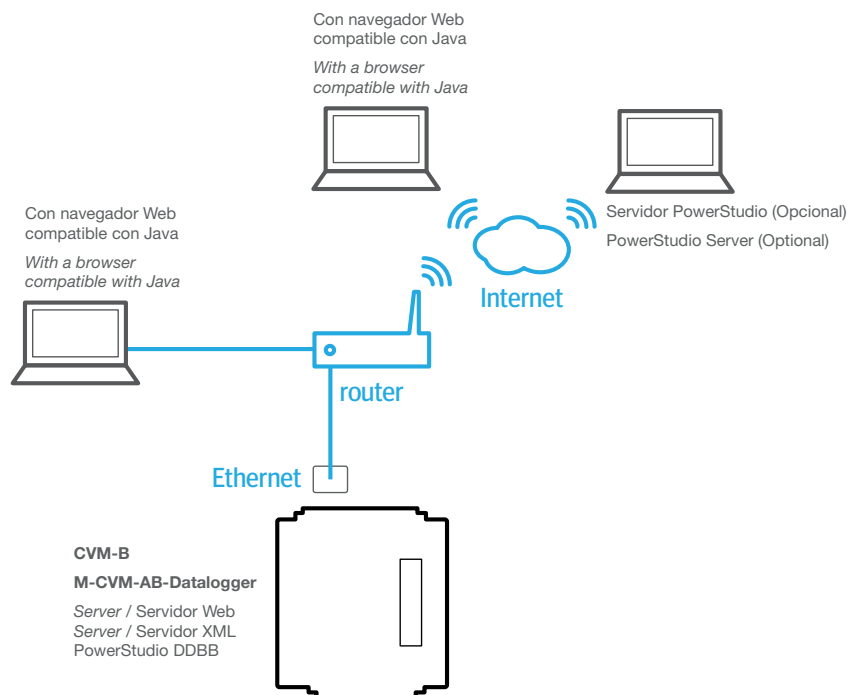 Con navegador Web
compatible con Java
With a browser
compatible with Java
Servidor PowerStudio (Opcional)
PowerStudio Server (Optional)
Con navegador Web
compatible con Java
With a browser
compatible with Java
Internet
router
Ethernet
CVM-B
M-CVM-AB-Datalogger
Server / Servidor Web
Server / Servidor XML
PowerStudio DDBB